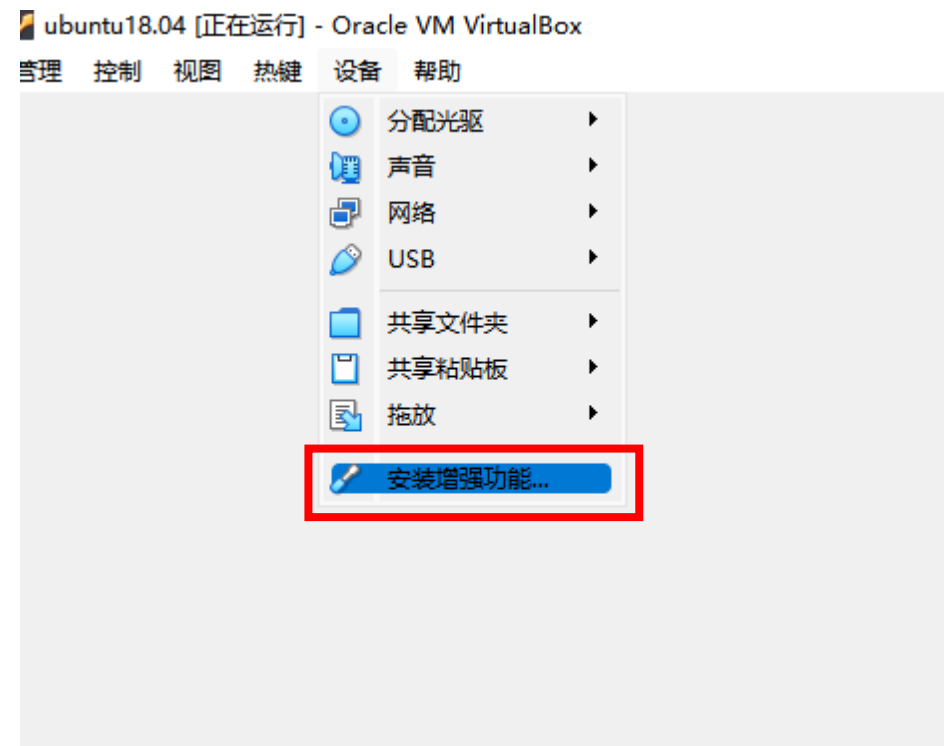 ubuntu18.04 [正在运行] - Oracle VM VirtualBox
管理 控制 视图 热键 设备 帮助
分配光驱
声音
网络
USB
共享文件夹
共享粘贴板
拖放
安装增强功能...